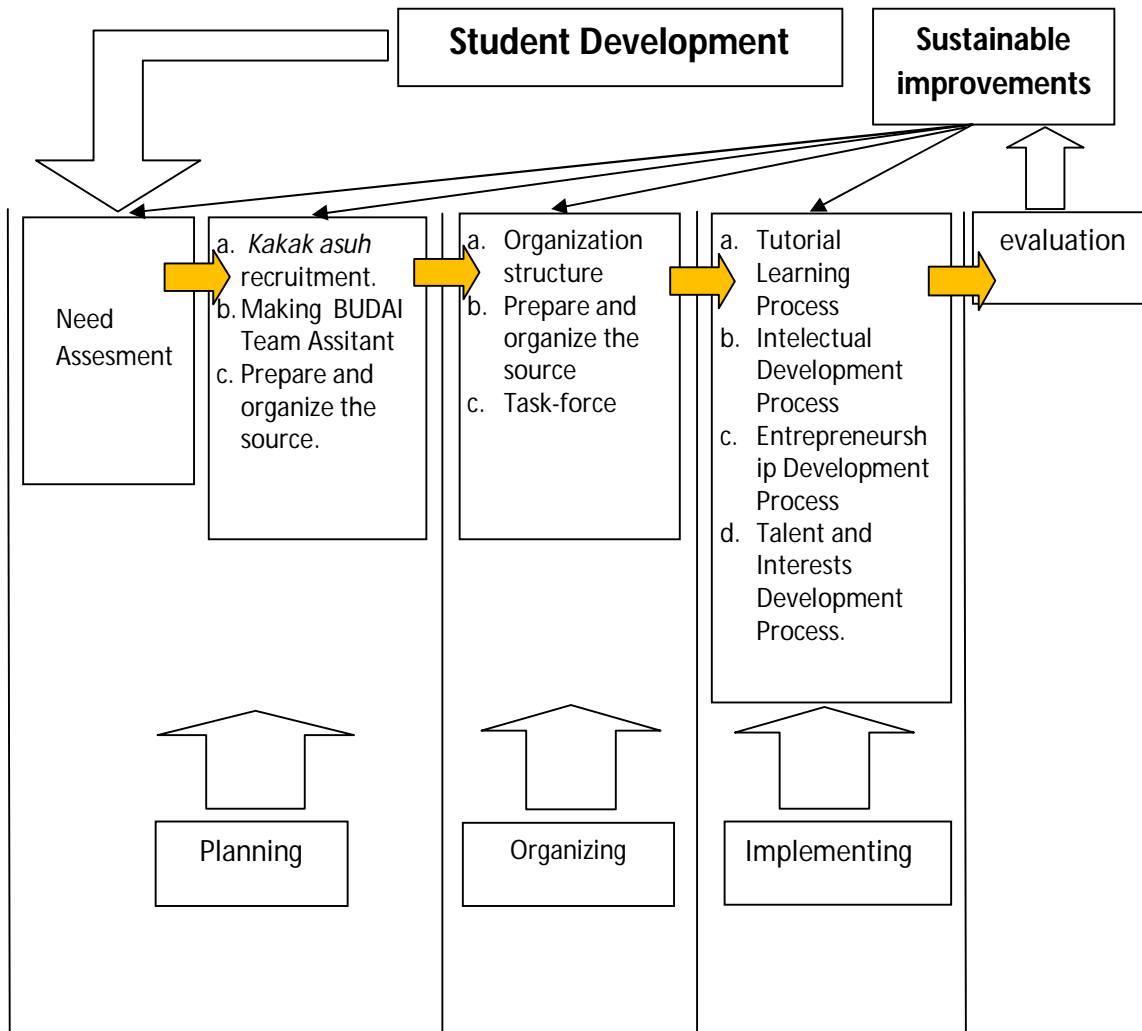 Student Development
Sustainable
improvements
Need
Assesment
a. Kakak asuh
recruitment.
b. Making BUDAI
Team Assitant
c. Prepare and
organize the
source.
a. Organization
structure
b. Prepare and
organize the
source
c. Task-force
a. Tutorial
Learning
Process
b. Intelectual
Development
Process
c. Entrepreneursh
ip Development
Process
d. Talent and
Interests
Development
Process.
evaluation
Planning
Organizing
Implementing